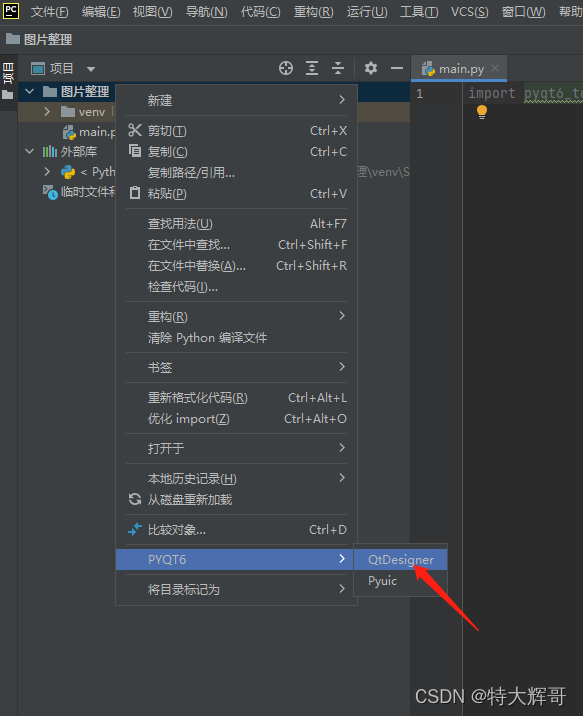 PC 文件(F) 编辑(E) 视图(V) 导航(N) 代码(C) 重构(R) 运行(U) 工具(T) VCS(S) 窗口(W) 帮助
图片整理
项目
项目
main.py
图片整理
1 import pyqt6_to
venv
main.p
外部库
< Pyth
理\venv\S
临时文件和
新建
剪切(T) Ctrl+X
复制(C) Ctrl+C
复制路径/引用...
粘贴(P) Ctrl+V
查找用法(U) Alt+F7
在文件中查找... Ctrl+Shift+F
在文件中替换(A)... Ctrl+Shift+R
检查代码(I)...
重构(R)
清除 Python 编译文件
书签
重新格式化代码(R) Ctrl+Alt+L
优化 import(Z) Ctrl+Alt+O
打开于
本地历史记录(H)
从磁盘重新加载
比较对象... Ctrl+D
PYQT6
QtDesigner
Pyuic
将目录标记为
CSDN @特大辉哥